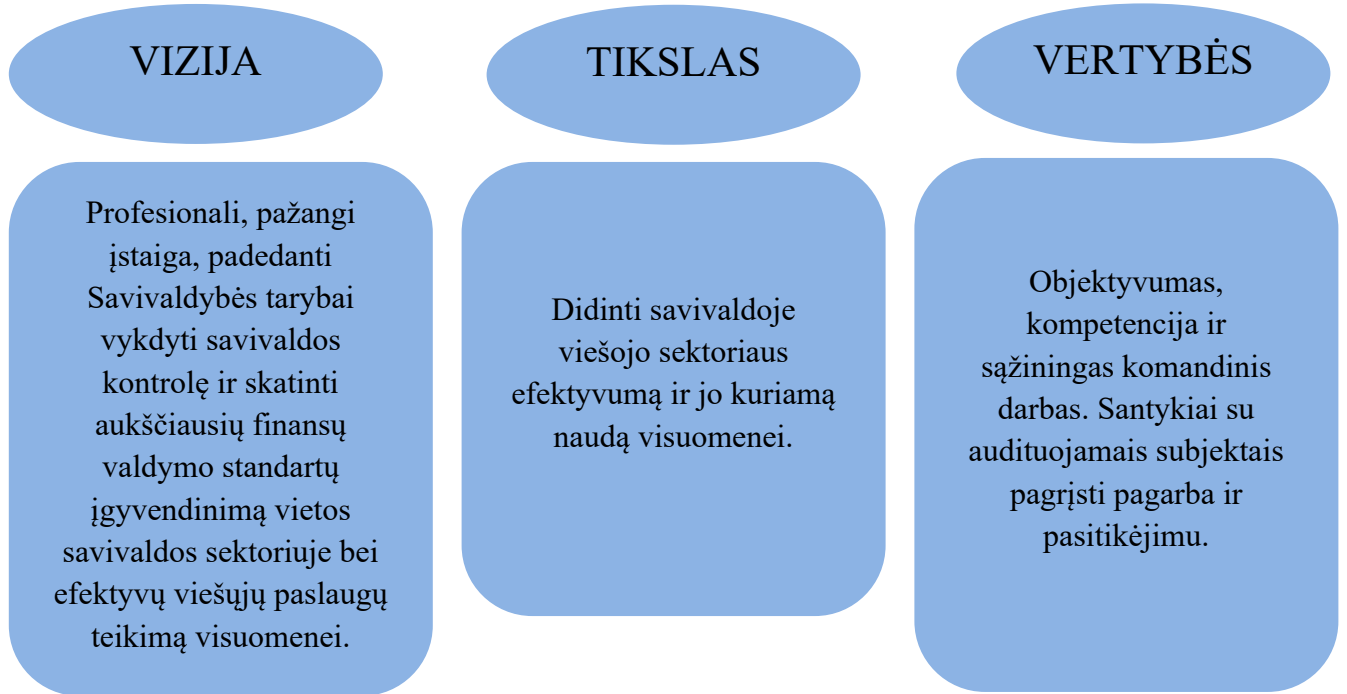 VIZIJA
Profesionali, pažangi
įstaiga, padedanti
Savivaldybės tarybai
vykdyti savivaldos
kontrolę ir skatinti
aukščiausių finansų
valdymo standartų
įgyvendinimą vietos
savivaldos sektoriuje bei
efektyvų viešųjų paslaugų
teikimą visuomenei.
TIKSLAS
Didinti savivaldoje
viešojo sektoriaus
efektyvumą ir jo kuriamą
naudą visuomenei.
VERTYBĖS
Objektyvumas,
kompetencija ir
sąžiningas komandinis
darbas. Santykiai su
audituojamais subjektais
pagrįsti pagarba ir
pasitikėjimu.